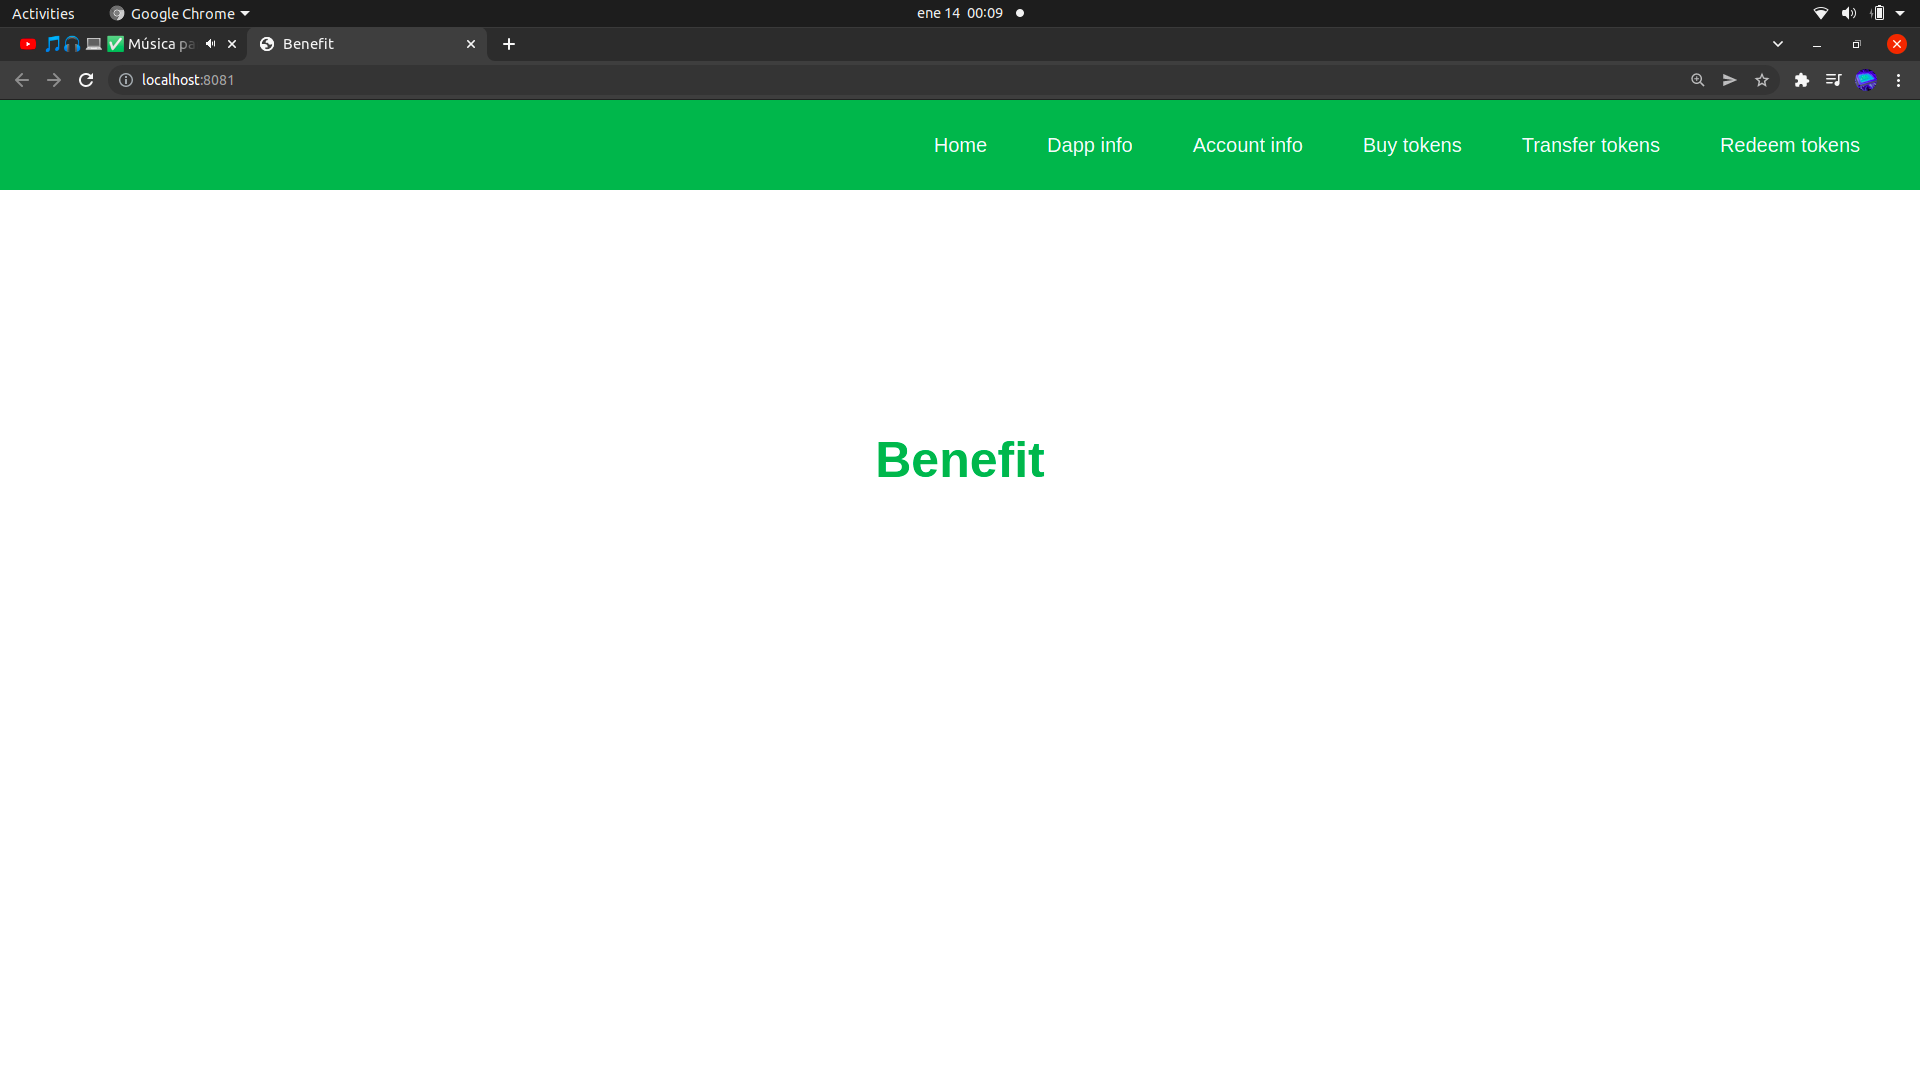 Activities Google Chrome ene 14 00:09
🎵🎧 💻 ✅ Música pa Benefit
localhost:8081
Home Dapp info Account info Buy tokens Transfer tokens Redeem tokens
Benefit